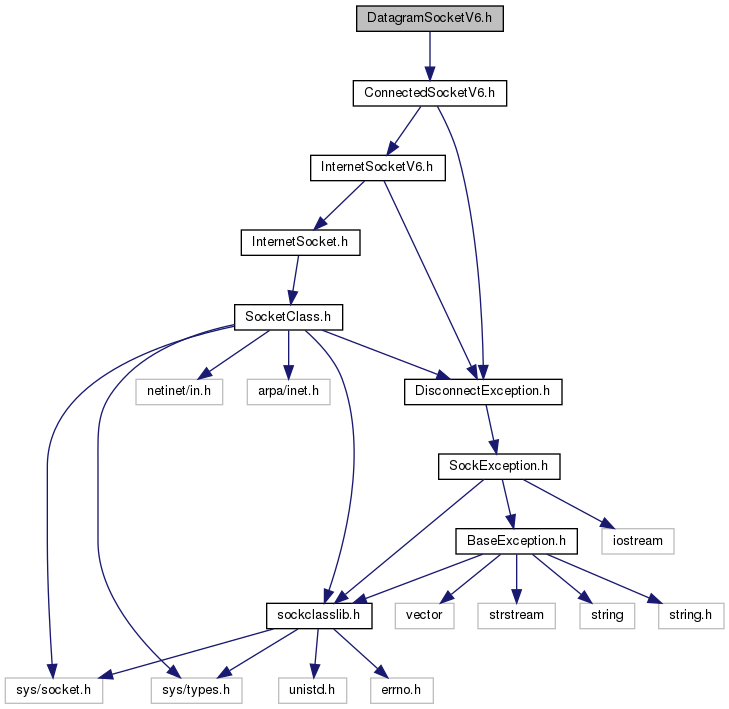 DatagramSocketV6.h
ConnectedSocketV6.h
InternetSocketV6.h
InternetSocket.h
SocketClass.h
netinet/in.h
arpa/inet.h
DisconnectException.h
SockException.h
BaseException.h
iostream
sockclasslib.h
vector
strstream
string
string.h
sys/socket.h
sys/types.h
unistd.h
errno.h